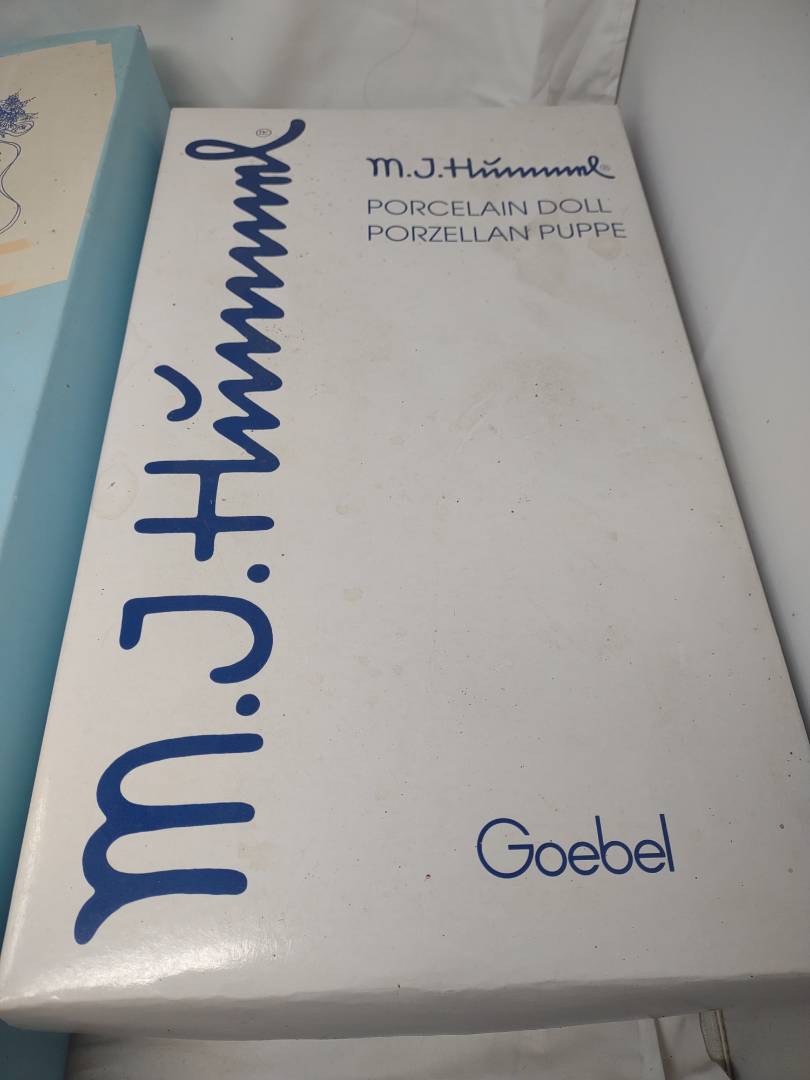 M.J.Hummel ®
M.J.Hummel®
PORCELAIN DOLL
PORZELLAN PUPPE
Goebel